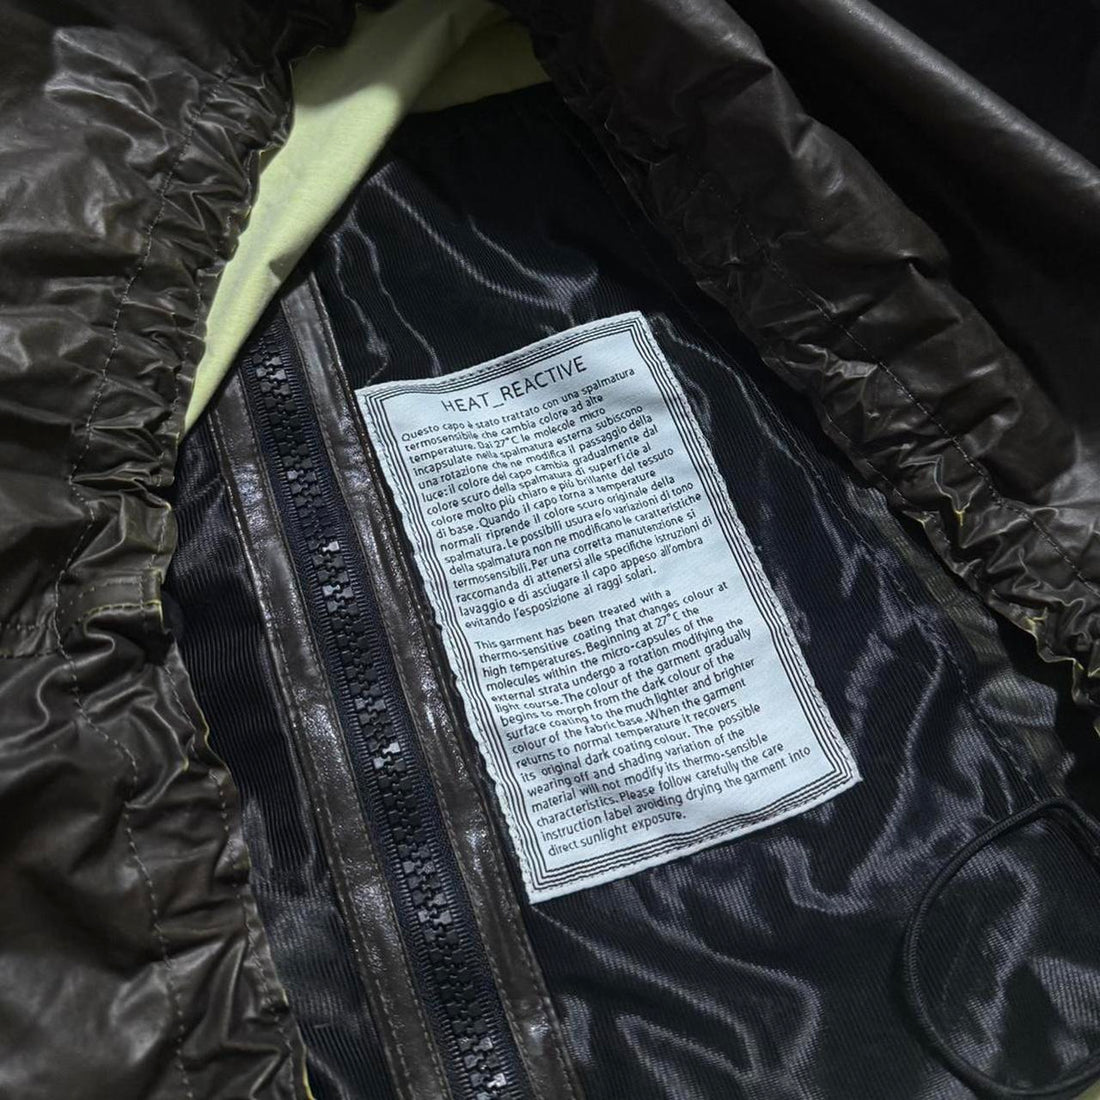 HEAT_REACTIVE
Questo capo è stato trattato con una spalmatura
termosensibile che cambia colore ad alte
temperature. Dai 27°C le molecole micro
incapsulate nella spalmatura esterna subiscono
una rotazione che ne modifica il passaggio della
luce: il colore del capo cambia gradualmente dal
colore scuro della spalmatura di superficie al
colore molto più chiaro e più brillante del tessuto
di base. Quando il capo torna a temperature
normali riprende il colore scuro originale della
spalmatura. Le possibili usura e/o variazioni di tono
della spalmatura non ne modificano le caratteristiche
termosensibili. Per una corretta manutenzione si
raccomanda di attenersi alle specifiche istruzioni di
lavaggio e di asciugare il capo appeso all'ombra
evitando l'esposizione ai raggi solari.
This garment has been treated with a
thermo-sensitive coating that changes colour at
high temperatures. Beginning at 27°C the
molecules within the micro-capsules of the
external strata undergo a rotation modifying the
light course. The colour of the garment gradually
begins to morph from the dark colour of the
surface coating to the much lighter and brighter
colour of the fabric base. When the garment
returns to normal temperature it recovers
its original dark coating colour. The possible
wearing off and shading variation of the
material will not modify its thermo-sensible
characteristics. Please follow carefully the care
instruction label avoiding drying the garment into
direct sunlight exposure.